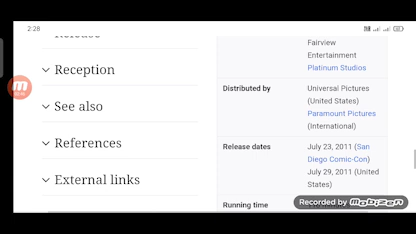 2:28
Release
Reception
See also
References
External links
Fairview
Entertainment
Platinum Studios
Distributed by
Universal Pictures
(United States)
Paramount Pictures
(International)
Release dates
July 23, 2011 (San
Diego Comic-Con)
July 29, 2011 (United
States)
Running time
Recorded by Mobizen